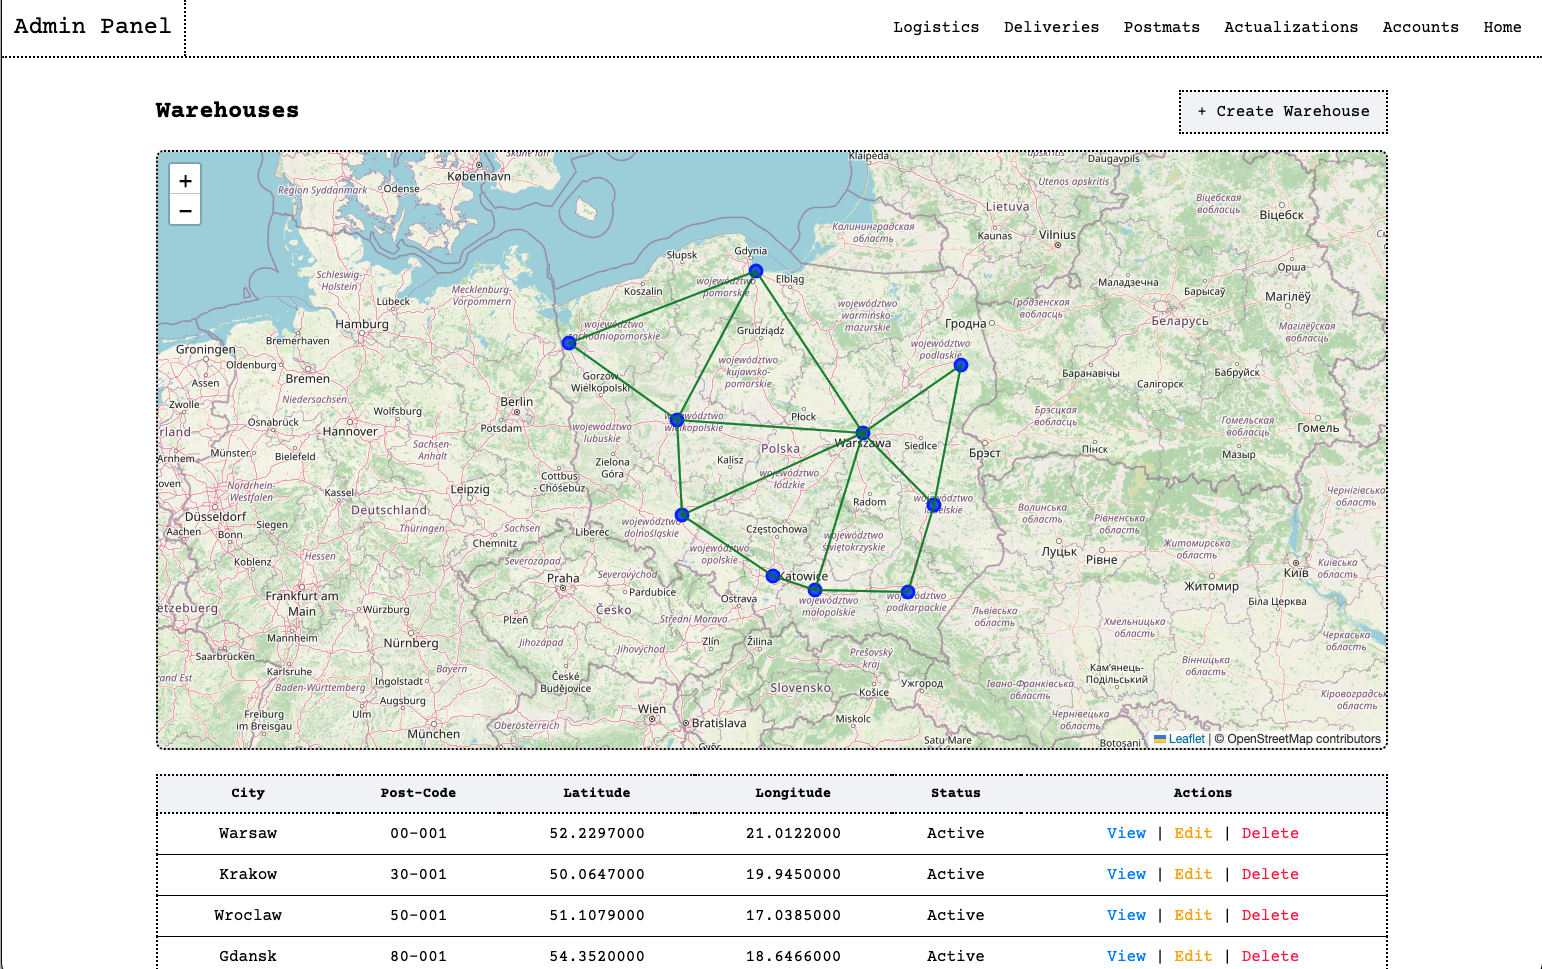 Admin Panel
Logistics Deliveries Postmats Actualizations Accounts Home
Warehouses
+ Create Warehouse
+
−
København
Klaipėda
Daugavpils
Region Syddanmark
Odense
Utenos apskritis
Віцебская вобласць
Віцебск
Lietuva
Kaunas
Vilnius
Калининградская область
Gdynia
Słupsk
Орша
Schleswig-Holstein
Mecklenburg-Vorpommern
Koszalin
województwo pomorskie
Elbląg
Маладзечна
Барысаў
Магілёў
Lübeck
Hamburg
województwo warmińsko-mazurskie
Гродзенская вобласць
Гродна
Беларусь
Магілёўская вобласць
Bremerhaven
Grudziądz
Groningen
województwo podlaskie
Oldenburg
Assen
Bremen
Gorzów Wielkopolski
województwo kujawsko-pomorskie
Баранавічы
Салігорск
Бабруйск
Zwolle
Niedersachsen
Wolfsburg
Berlin
Płock
Osnabrück
Hannover
Potsdam
województwo lubuskie
Брэсцкая вобласць
Гомельская вобласць
Гомель
Warszawa
Siedlce
Polska
Брэст
Пінск
Мазыр
Arnhem
Münster
Bielefeld
Sachsen-Anhalt
Zielona Góra
Kalisz
województwo łódzkie
Cottbus - Chóśebuz
Nordrhein-Westfalen
Kassel
Leipzig
Чернігівська область
Düsseldorf
Deutschland
Radom
Волинська область
Рівненська область
Aachen
Siegen
Bonn
Thüringen
Sachsen
Liberec
województwo dolnośląskie
Częstochowa
województwo świętokrzyskie
Chemnitz
Житомирська область
Луцьк
Рівне
Koblenz
Hessen
Severozápad
województwo opolskie
Katowice
Київ
Київська область
Praha
Severovýchod
Житомир
Frankfurt am Main
Pardubice
Ostrava
województwo małopolskie
województwo podkarpackie
Львівська область
Біла Церква
Würzburg
Česko
Plzeň
Střední Morava
Хмельницька область
Mannheim
Nürnberg
Jihozápad
Jihovýchod
Zlín
Žilina
Черкаська область
Saarbrücken
Prešovský kraj
Вінницька область
Karlsruhe
Bayern
Кам'янець-Подільський
Baden-Württemberg
Ingolstadt
České Budějovice
Slovensko
Košice
Ужгород
Івано-Франківська область
Augsburg
Freiburg im Breisgau
Ulm
Wien
Bratislava
Miskolc
Чернівецька область
München
Oberösterreich
Győr
Satu Mare
Botoșani
Leaflet | © OpenStreetMap contributors
City Post-Code Latitude Longitude Status Actions
Warsaw 00-001 52.2297000 21.0122000 Active View | Edit | Delete
Krakow 30-001 50.0647000 19.9450000 Active View | Edit | Delete
Wroclaw 50-001 51.1079000 17.0385000 Active View | Edit | Delete
Gdansk 80-001 54.3520000 18.6466000 Active View | Edit | Delete